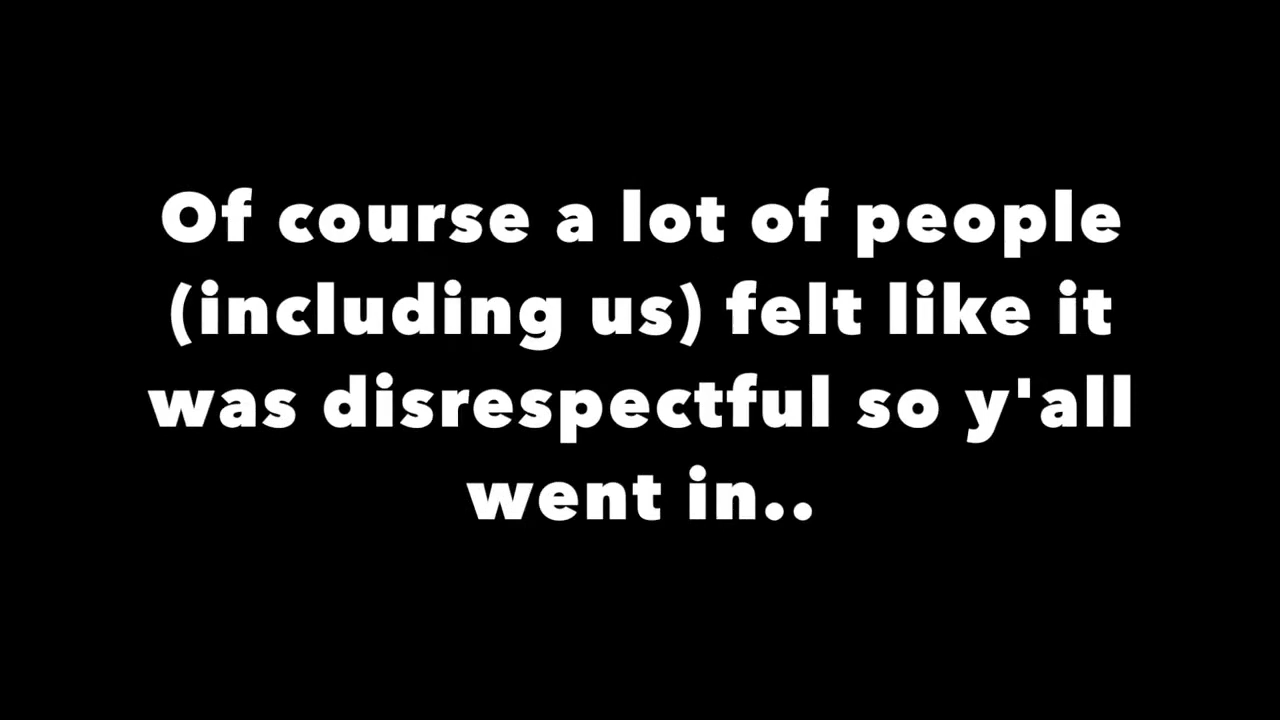 Of course a lot of people
(including us) felt like it
was disrespectful so y'all
went in..